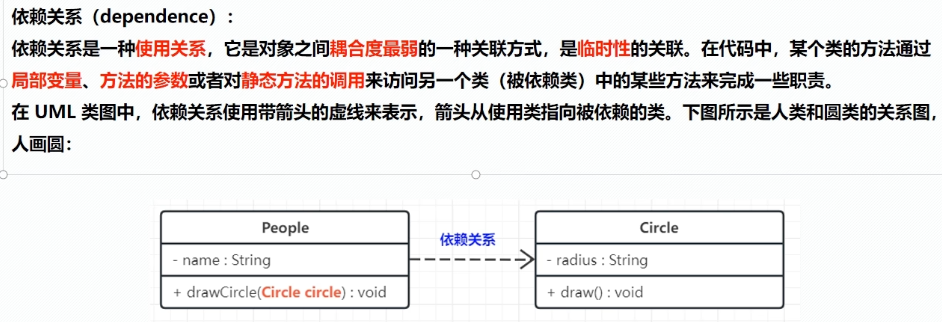 依赖关系（dependence）：
依赖关系是一种使用关系，它是对象之间耦合度最弱的一种关联方式，是临时性的关联。在代码中，某个类的方法通过
局部变量、方法的参数或者对静态方法的调用来访问另一个类（被依赖类）中的某些方法来完成一些职责。
在 UML 类图中，依赖关系使用带箭头的虚线来表示，箭头从使用类指向被依赖的类。下图所示是人类和圆类的关系图，
人画圆：
People
- name : String
+ drawCircle(Circle circle) : void
依赖关系
Circle
- radius : String
+ draw() : void